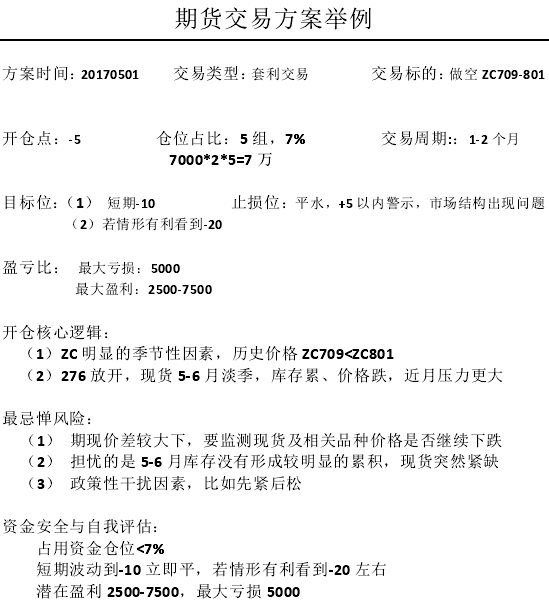 期货交易方案举例
方案时间：20170501 交易类型：套利交易 交易标的：做空 ZC709-801
开仓点：-5 仓位占比：5 组，7% 交易周期:：1-2 个月
7000*2*5=7 万
目标位：（1） 短期-10 止损位：平水，+5 以内警示，市场结构出现问题
（2）若情形有利看到-20
盈亏比： 最大亏损：5000
最大盈利：2500-7500
开仓核心逻辑：
（1）ZC 明显的季节性因素，历史价格 ZC709<ZC801
（2）276 放开，现货 5-6 月淡季，库存累、价格跌，近月压力更大
最忌惮风险：
（1） 期现价差较大下，要监测现货及相关品种价格是否继续下跌
（2） 担忧的是 5-6 月库存没有形成较明显的累积，现货突然紧缺
（3） 政策性干扰因素，比如先紧后松
资金安全与自我评估：
占用资金仓位<7%
短期波动到-10 立即平，若情形有利看到-20 左右
潜在盈利 2500-7500，最大亏损 5000